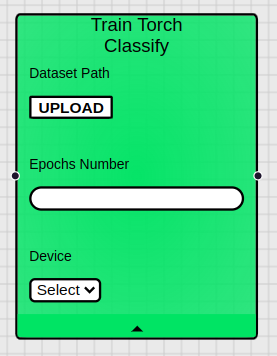 Train Torch
Classify
Dataset Path
UPLOAD
Epochs Number
Device
Select